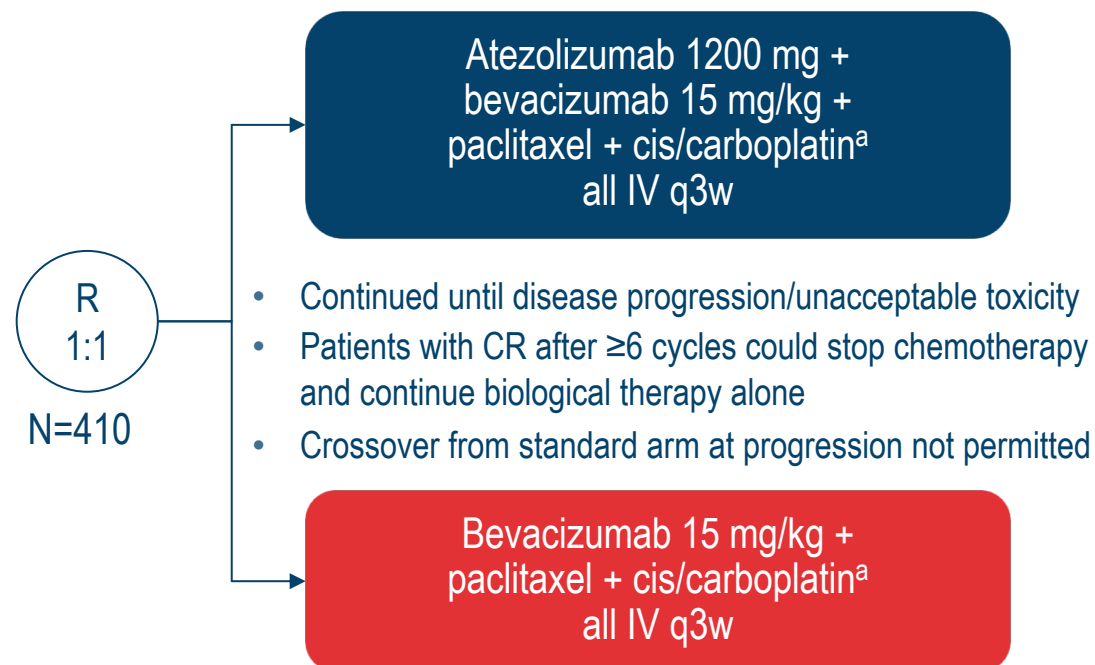 Atezolizumab 1200 mg +
bevacizumab 15 mg/kg +
paclitaxel + cis/carboplatinᵃ
all IV q3w
R
1:1
N=410
• Continued until disease progression/unacceptable toxicity
• Patients with CR after ≥6 cycles could stop chemotherapy
and continue biological therapy alone
• Crossover from standard arm at progression not permitted
Bevacizumab 15 mg/kg +
paclitaxel + cis/carboplatinᵃ
all IV q3w